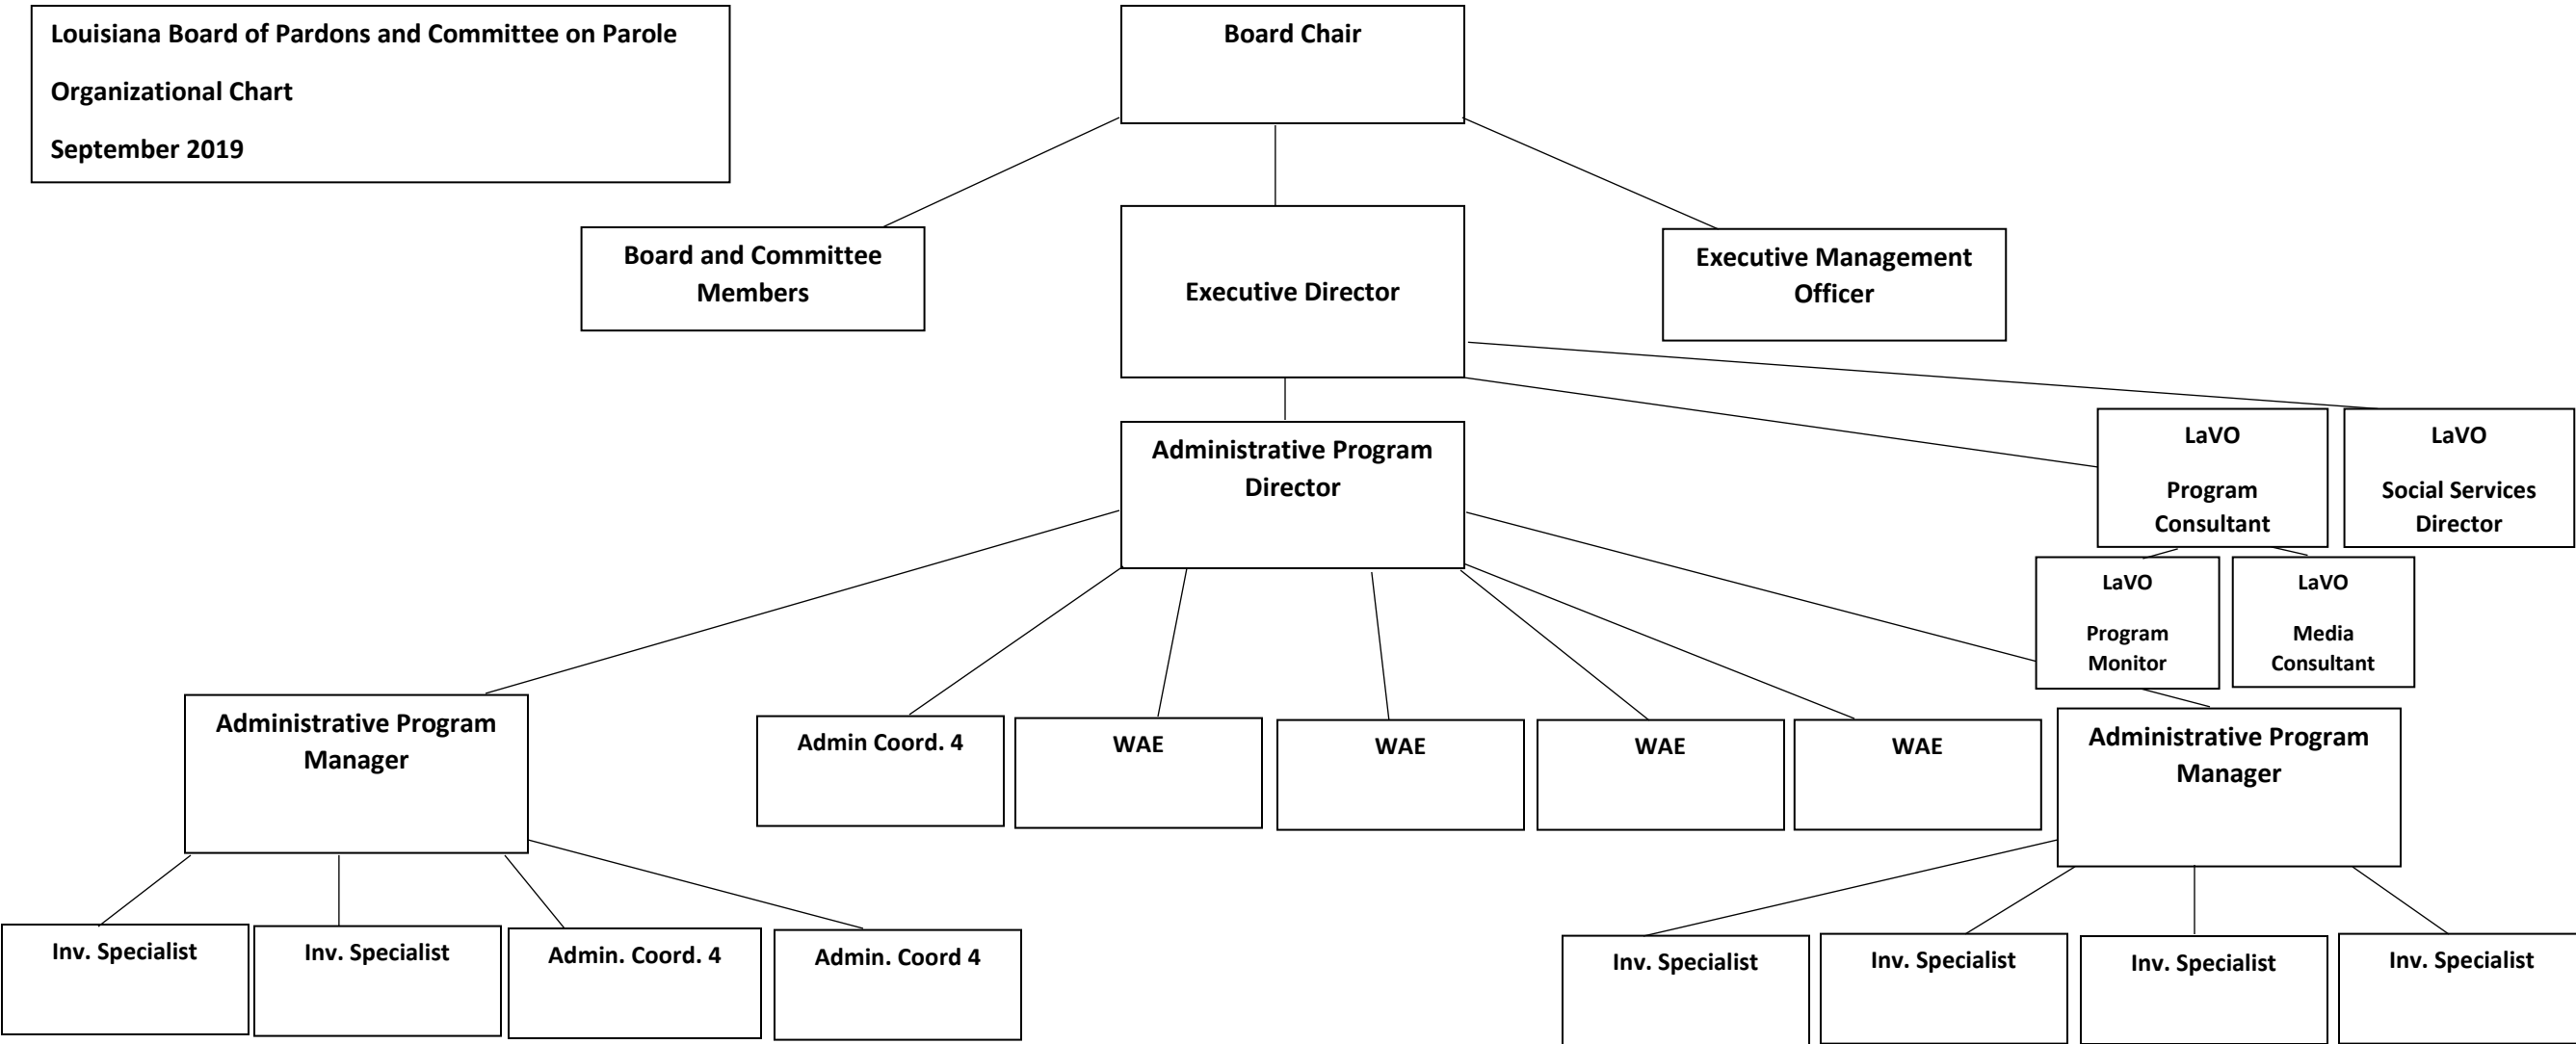 Louisiana Board of Pardons and Committee on Parole
Organizational Chart
September 2019
Board Chair
Board and Committee
Members
Executive Director
Executive Management
Officer
Administrative Program
Director
LaVO
Program
Consultant
LaVO
Social Services
Director
LaVO
Program
Monitor
LaVO
Media
Consultant
Administrative Program
Manager
Admin Coord. 4
WAE
WAE
WAE
WAE
Administrative Program
Manager
Inv. Specialist
Inv. Specialist
Admin. Coord. 4
Admin. Coord 4
Inv. Specialist
Inv. Specialist
Inv. Specialist
Inv. Specialist